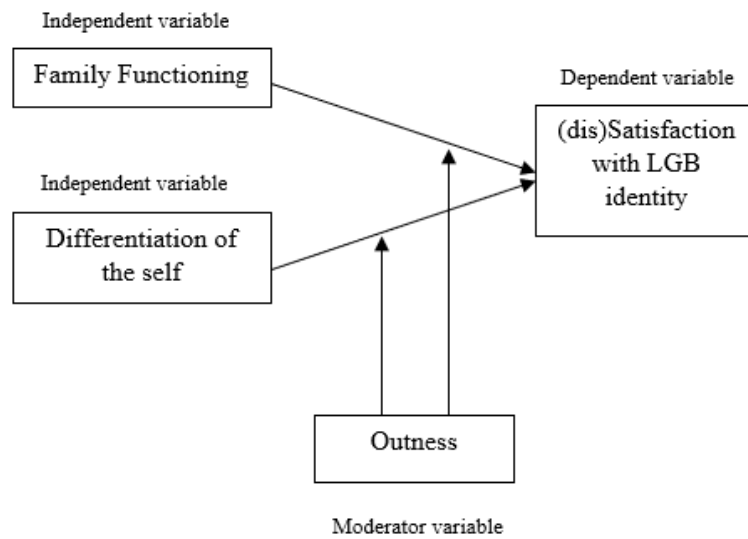 Independent variable
Family Functioning
Dependent variable
(dis)Satisfaction
with LGB
identity
Independent variable
Differentiation of
the self
Outness
Moderator variable